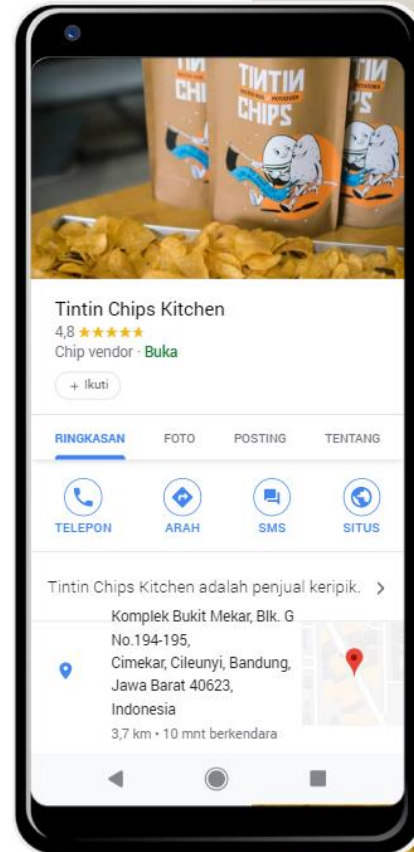 TINTIN
CHIPS
Tintin Chips Kitchen
4,8
Chip vendor · Buka
+ Ikuti
RINGKASAN FOTO POSTING TENTANG
TELEPON ARAH SMS SITUS
Tintin Chips Kitchen adalah penjual keripik.
Komplek Bukit Mekar, Blk. G
No.194-195,
Cimekar, Cileunyi, Bandung,
Jawa Barat 40623,
Indonesia
3,7 km • 10 mnt berkendara